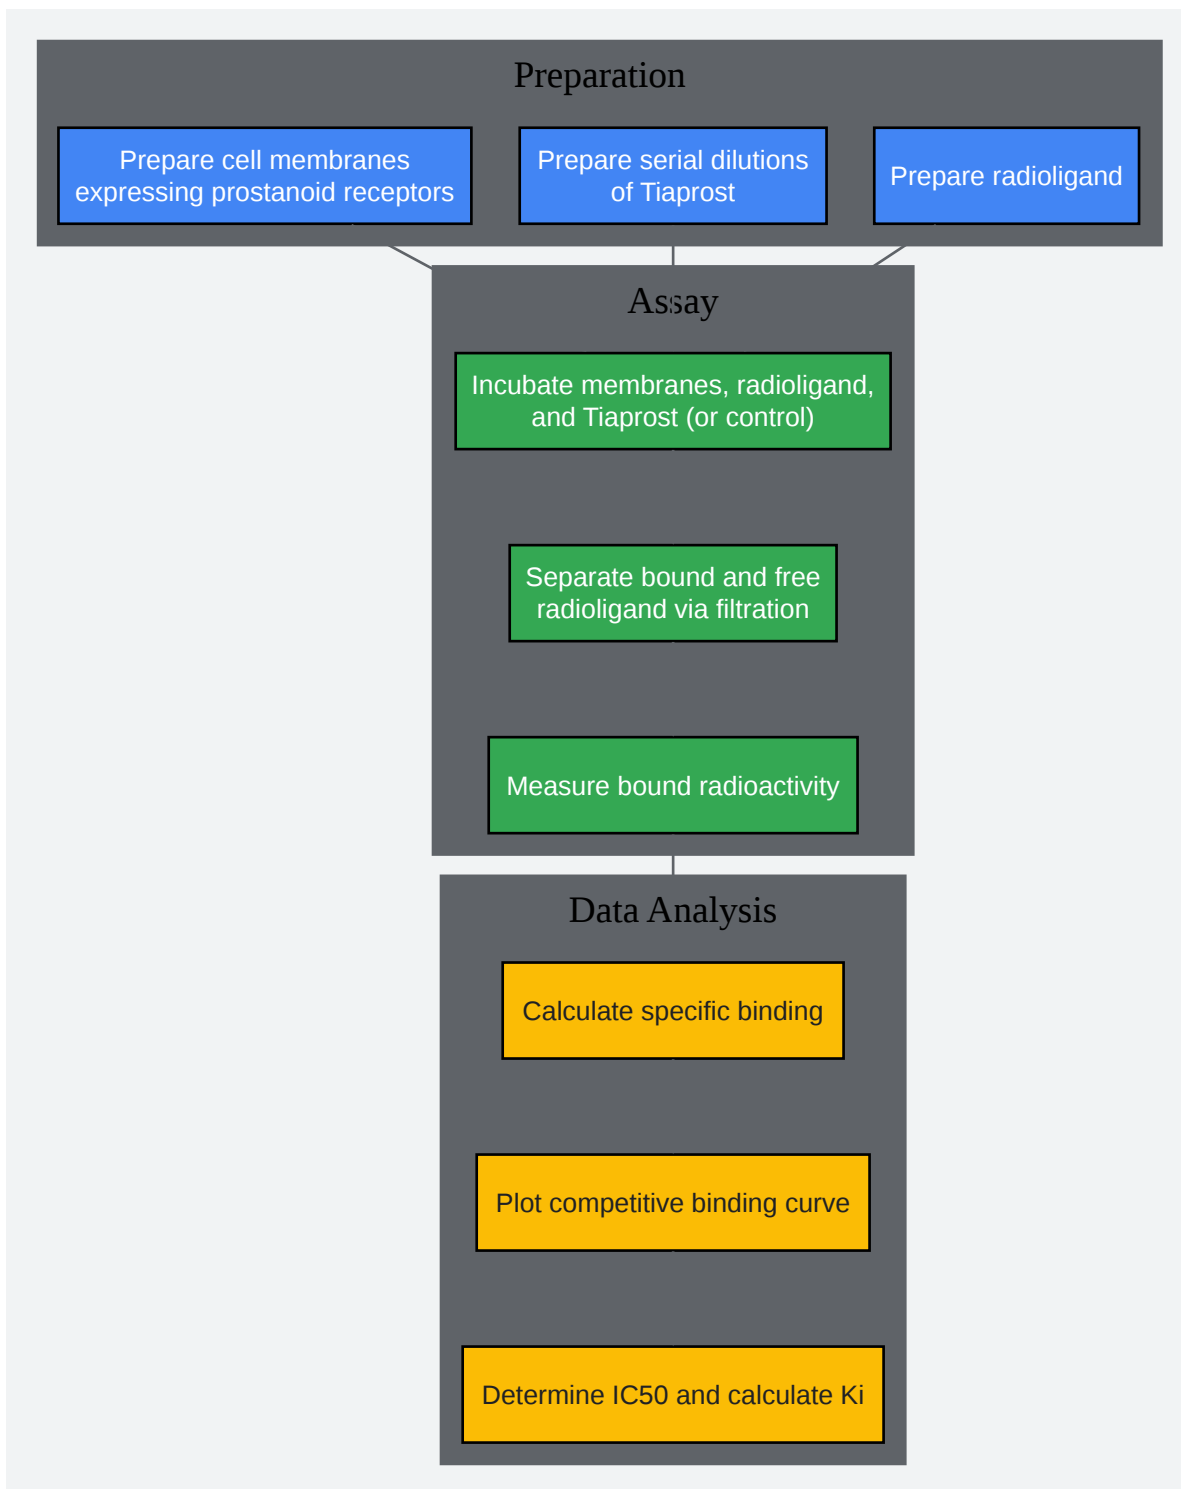 Preparation
Prepare cell membranes
expressing prostanoid receptors
Prepare serial dilutions
of Tiaprost
Prepare radioligand
Assay
Incubate membranes, radioligand,
and Tiaprost (or control)
Separate bound and free
radioligand via filtration
Measure bound radioactivity
Data Analysis
Calculate specific binding
Plot competitive binding curve
Determine IC50 and calculate Ki